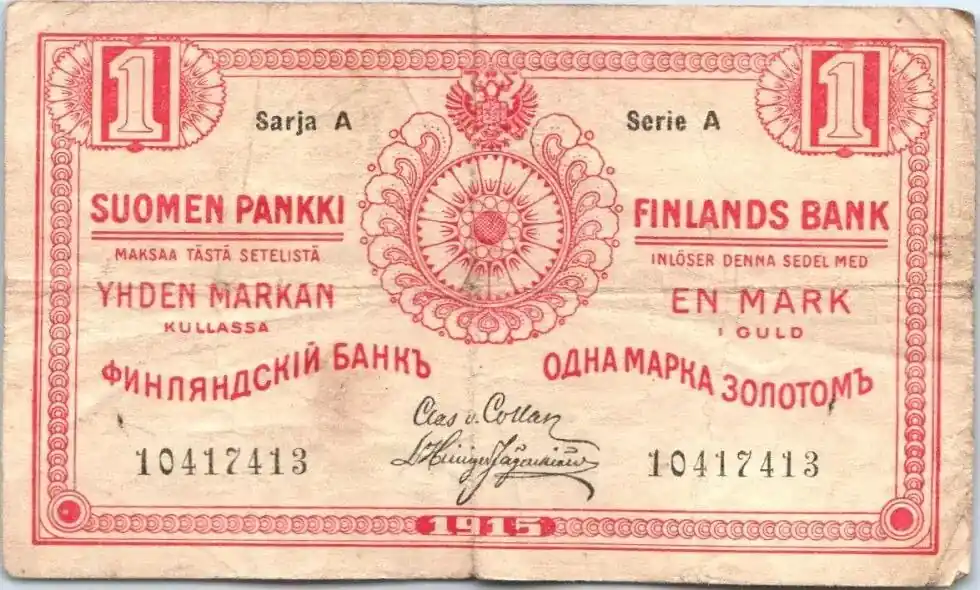 1 1
Sarja A Serie A
SUOMEN PANKKI
MAKSAA TÄSTÄ SETELISTÄ
YHDEN MARKAN
KULLASSA
FINLANDS BANK
INLÖSER DENNA SEDEL MED
EN MARK
I GULD
ФИНЛЯНДСКІЙ БАНКЪ
ОДНА МАРКА ЗОЛОТОМЪ
Clas v. Collan
10417413 10417413
1915